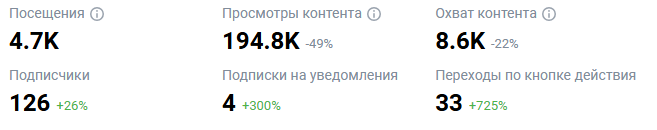 Посещения Просмотры контента Охват контента
4.7K 194.8K -49% 8.6K -22%
Подписчики Подписки на уведомления Переходы по кнопке действия
126 +26% 4 +300% 33 +725%